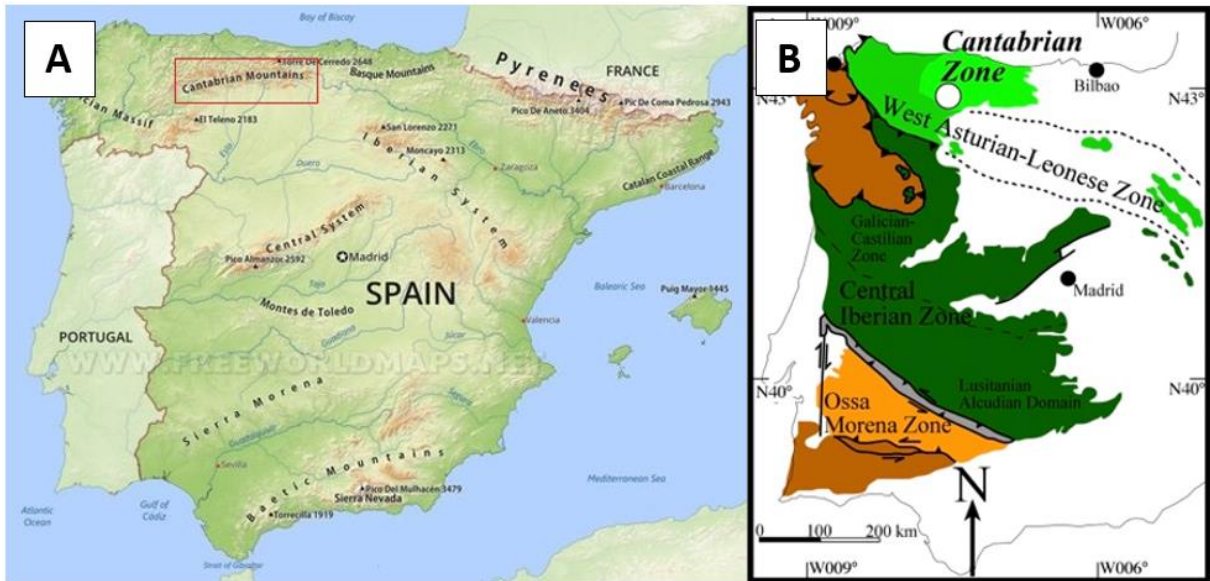 A
Bay of Biscay
Torre De Cerredo 2648
Cantabrian Mountains
Basque Mountains
Pyrenees
FRANCE
Pico De Aneto 3404
Pic De Coma Pedrosa 2943
El Teleno 2183
San Lorenzo 2271
Moncayo 2313
Iberian System
Esla
Duero
Ebro
Zaragoza
Catalan Coastal Range
Barcelona
Central System
Pico Almanzor 2592
Madrid
Tajo
SPAIN
Balearic Sea
Puig Mayor 1445
Montes de Toledo
PORTUGAL
Valencia
Guadiana
Júcar
WWW.FREEWORLDMAPS.NET
Sierra Morena
Segura
Guadalquivir
Sevilla
Baetic Mountains
Pico Del Mulhacén 3479
Sierra Nevada
Torrecilla 1919
Mediterranean Sea
Atlantic
Ocean
Gulf of
Cádiz
Strait of Gibraltar
B
W009°
W006°
Cantabrian
Zone
Bilbao
N43°
N43°
West Asturian-Leonese Zone
Galician-
Castilian
Zone
Madrid
Central
Iberian Zone
N40°
N40°
Lusitanian
Alcudian Domain
Ossa
Morena Zone
N
0
100
200 km
W009°
W006°